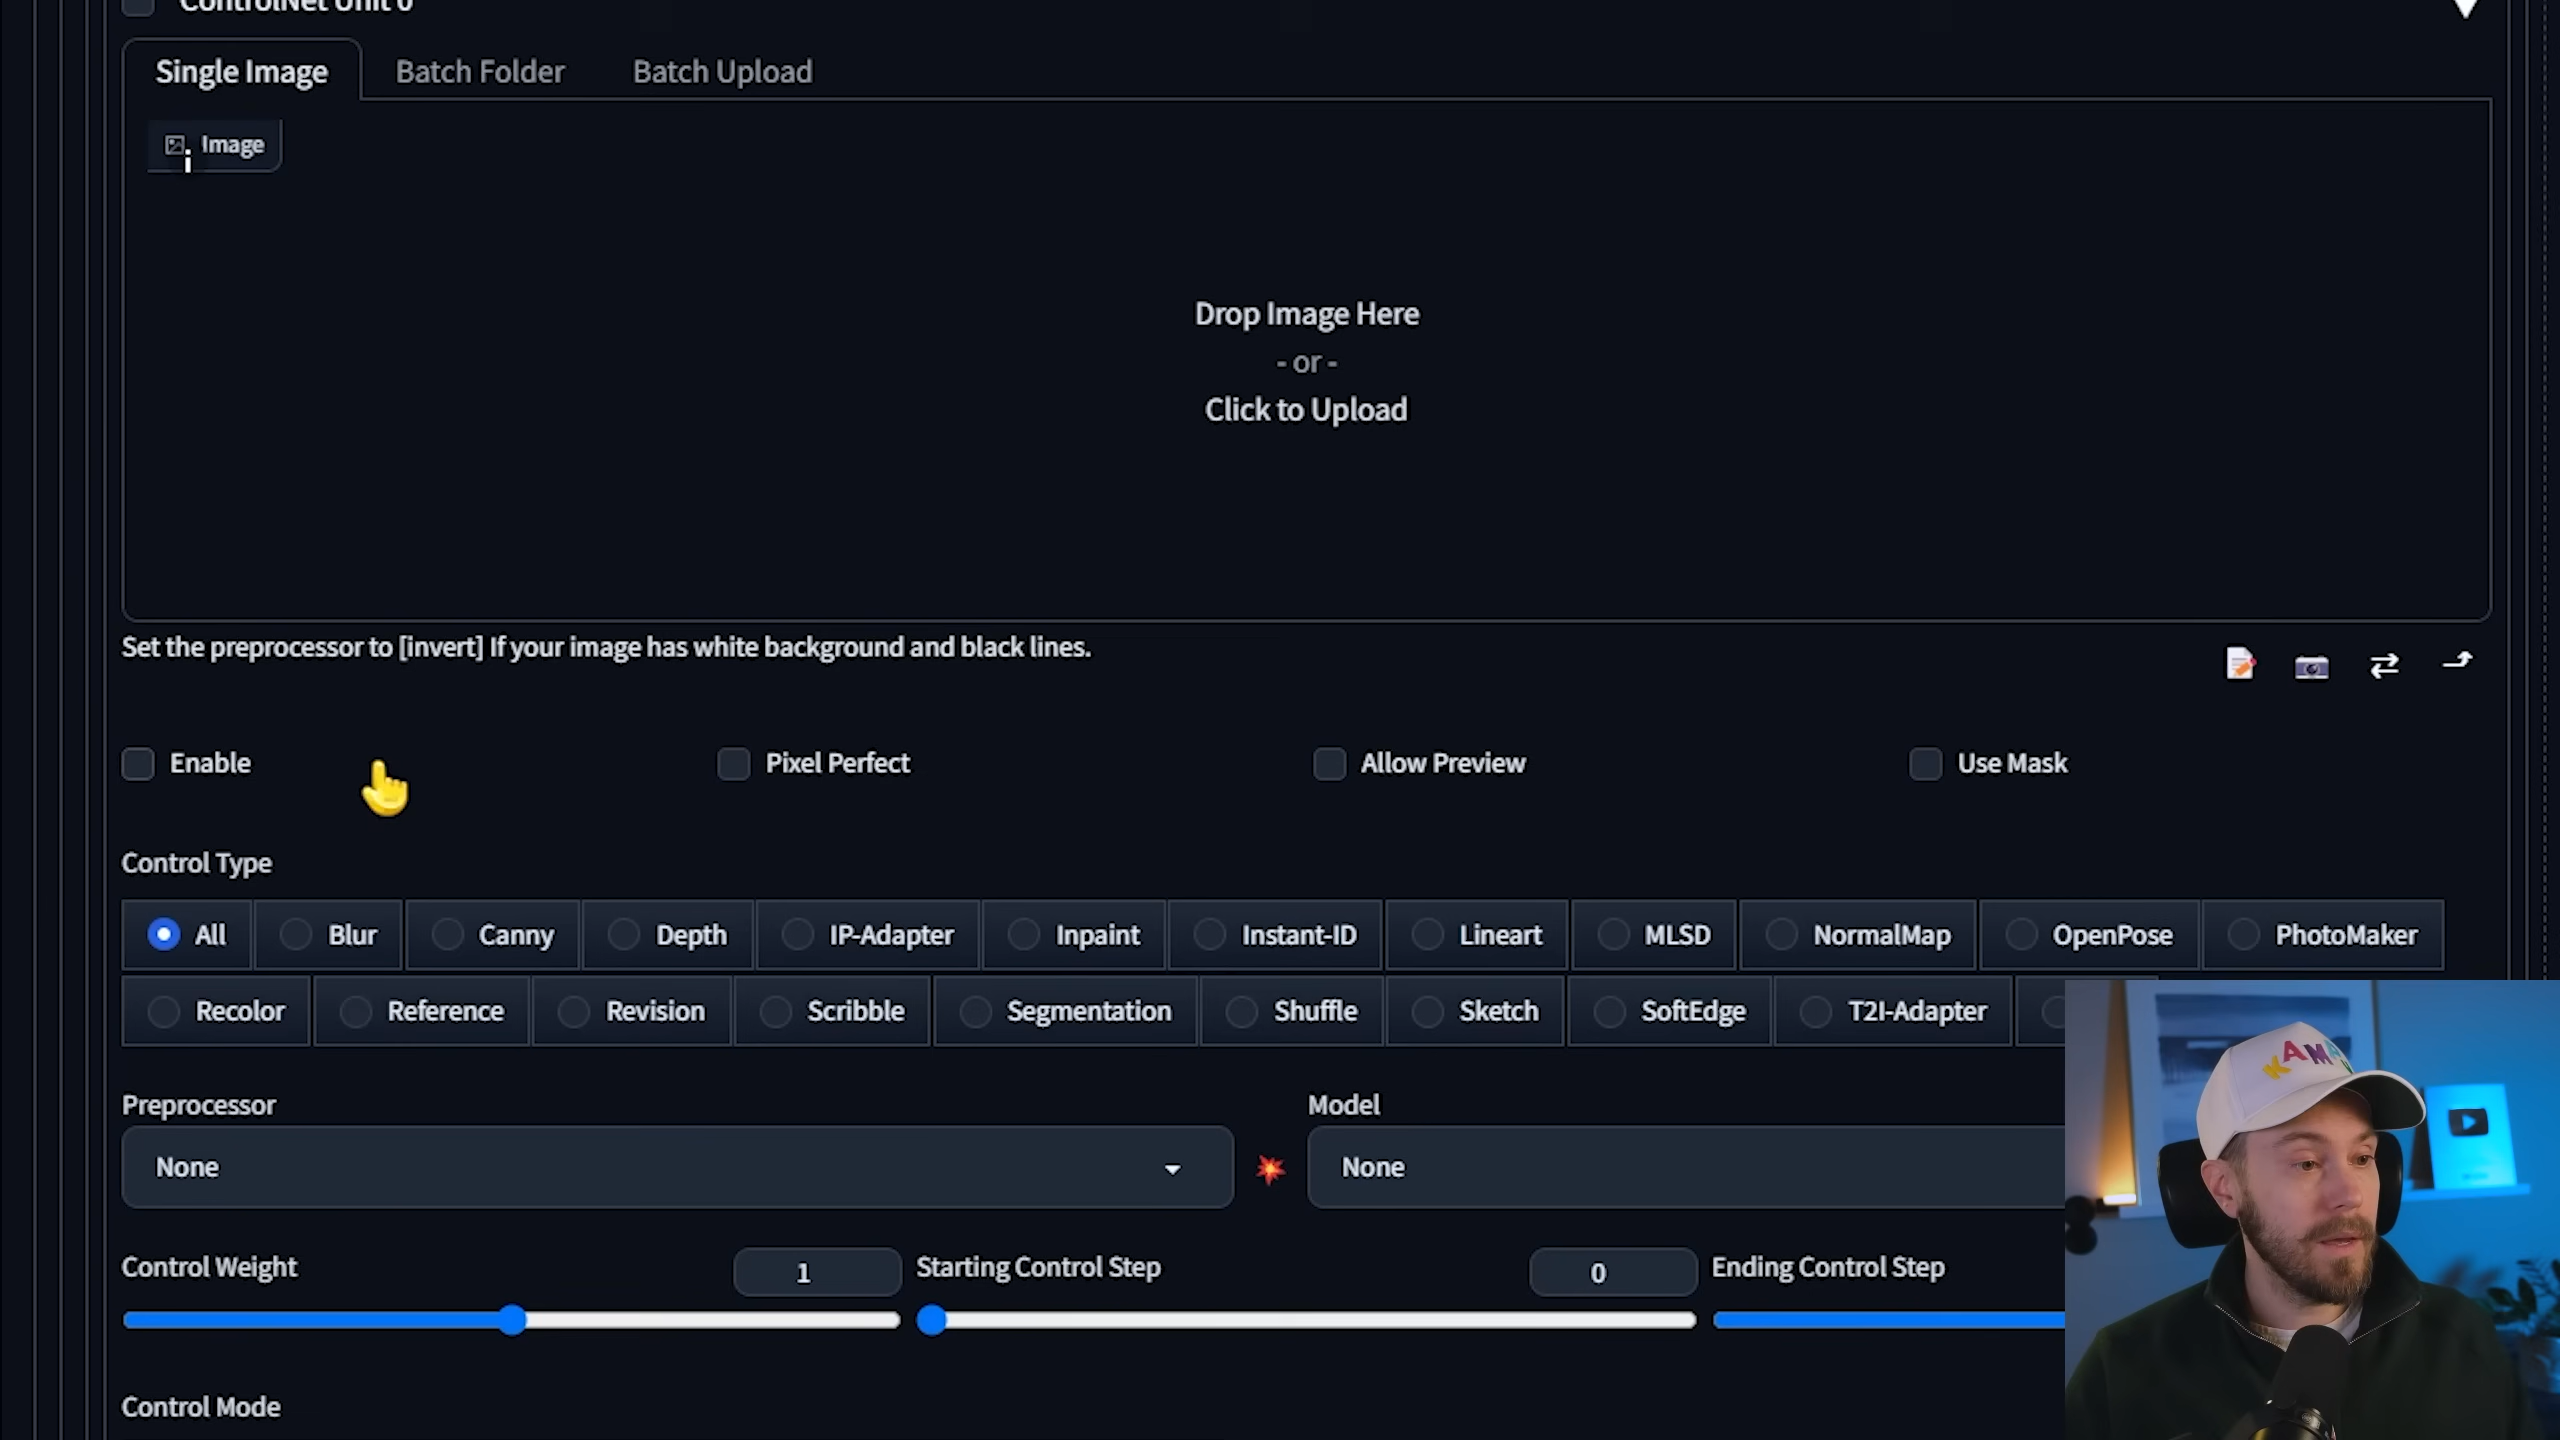 ControlNet Unit 0
Single Image Batch Folder Batch Upload
Image
Drop Image Here
- or -
Click to Upload
Set the preprocessor to [invert] If your image has white background and black lines.
Enable Pixel Perfect Allow Preview Use Mask
Control Type
All Blur Canny Depth IP-Adapter Inpaint Instant-ID Lineart MLSD NormalMap OpenPose PhotoMaker
Recolor Reference Revision Scribble Segmentation Shuffle Sketch SoftEdge T2I-Adapter
Preprocessor Model
None None
Control Weight 1 Starting Control Step 0 Ending Control Step
Control Mode